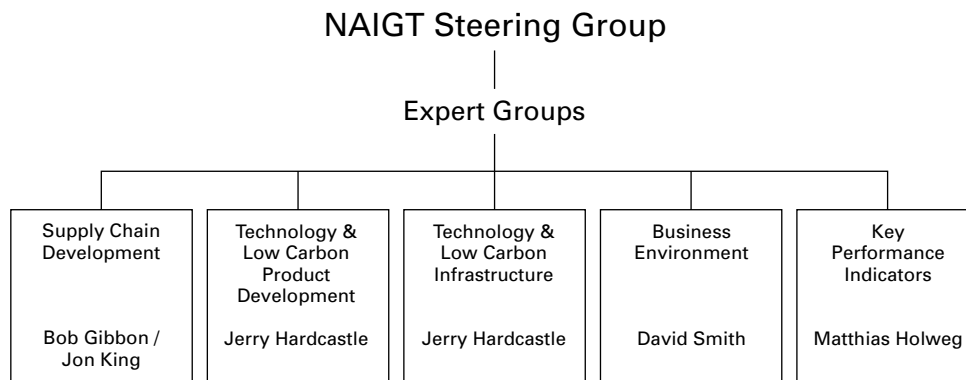 NAIGT Steering Group
Expert Groups
Supply Chain
Development
Bob Gibbon /
Jon King
Technology &
Low Carbon
Product
Development
Jerry Hardcastle
Technology &
Low Carbon
Infrastructure
Jerry Hardcastle
Business
Environment
David Smith
Key
Performance
Indicators
Matthias Holweg